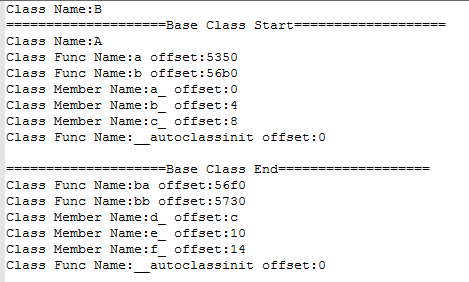 Class Name:B
====================Base Class Start===================
Class Name:A
Class Func Name:a offset:5350
Class Func Name:b offset:56b0
Class Member Name:a_ offset:0
Class Member Name:b_ offset:4
Class Member Name:c_ offset:8
Class Func Name:__autoclassinit offset:0
====================Base Class End===================
Class Func Name:ba offset:56f0
Class Func Name:bb offset:5730
Class Member Name:d_ offset:c
Class Member Name:e_ offset:10
Class Member Name:f_ offset:14
Class Func Name:__autoclassinit offset:0